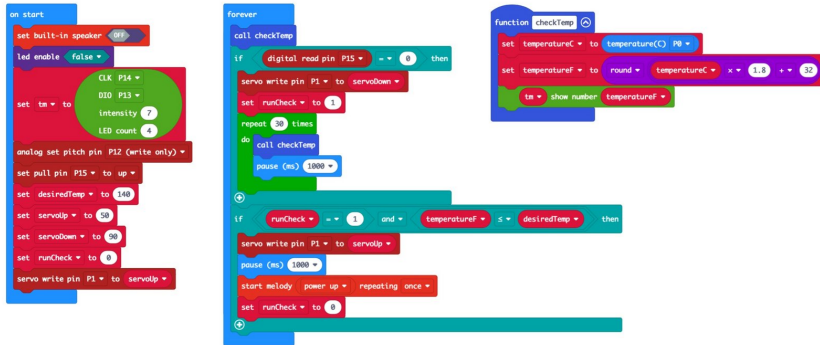 on start
set built-in speaker OFF
led enable false
set tm to
CLK P14
DIO P13
intensity 7
LED count 4
analog set pitch pin P12 (write only)
set pull pin P15 to up
set desiredTemp to 140
set servoUp to 50
set servoDown to 90
set runCheck to 0
servo write pin P1 to servoUp
forever
call checkTemp
if digital read pin P15 = 0 then
servo write pin P1 to servoDown
set runCheck to 1
repeat 30 times
do call checkTemp
pause (ms) 1000
if runCheck = 1 and temperatureF ≤ desiredTemp then
servo write pin P1 to servoUp
pause (ms) 1000
start melody power up repeating once
set runCheck to 0
function checkTemp
set temperatureC to temperature(C) P0
set temperatureF to round temperatureC × 1.8 + 32
tm show number temperatureF